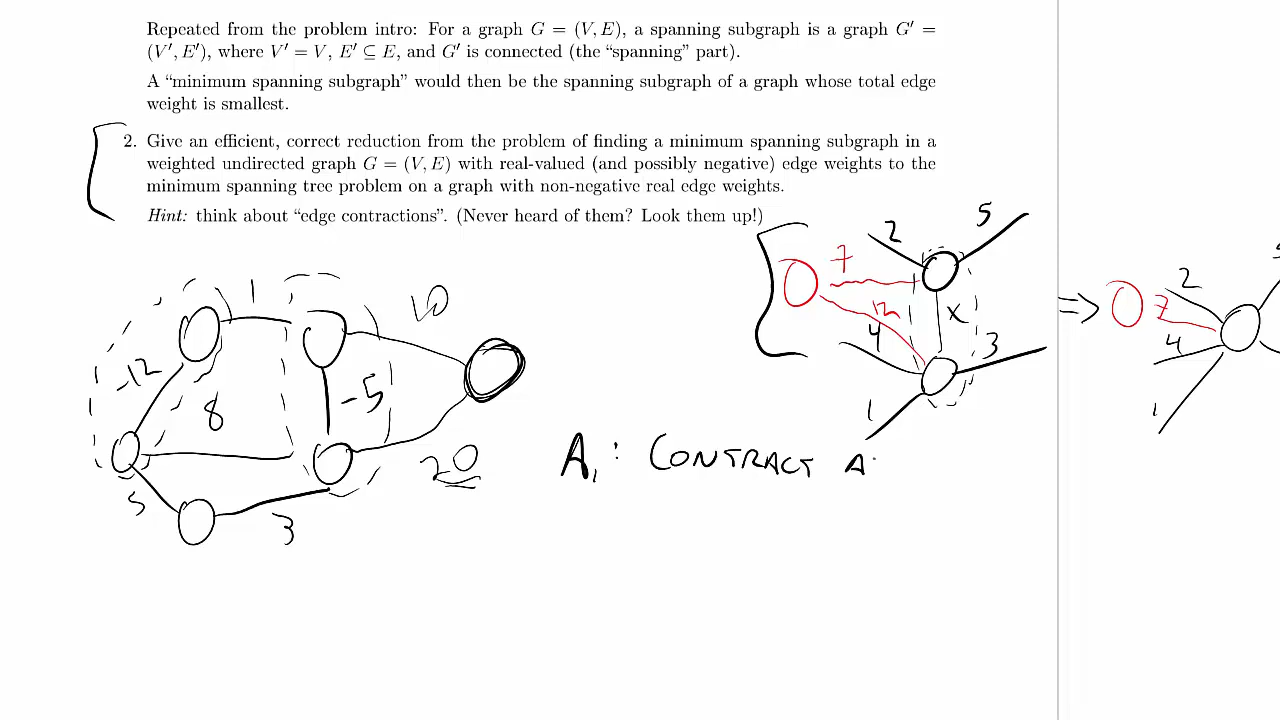 Repeated from the problem intro: For a graph G = (V, E), a spanning subgraph is a graph G′ =
(V′, E′), where V′ = V, E′ ⊆ E, and G′ is connected (the “spanning” part).
A “minimum spanning subgraph” would then be the spanning subgraph of a graph whose total edge
weight is smallest.
2. Give an efficient, correct reduction from the problem of finding a minimum spanning subgraph in a
weighted undirected graph G = (V, E) with real-valued (and possibly negative) edge weights to the
minimum spanning tree problem on a graph with non-negative real edge weights.
Hint: think about “edge contractions”. (Never heard of them? Look them up!)
1
10
-12
8
-5
20
5
3
2
5
7
12
x
4
3
1
⇒
2
7
4
1
A₁: CONTRACT A